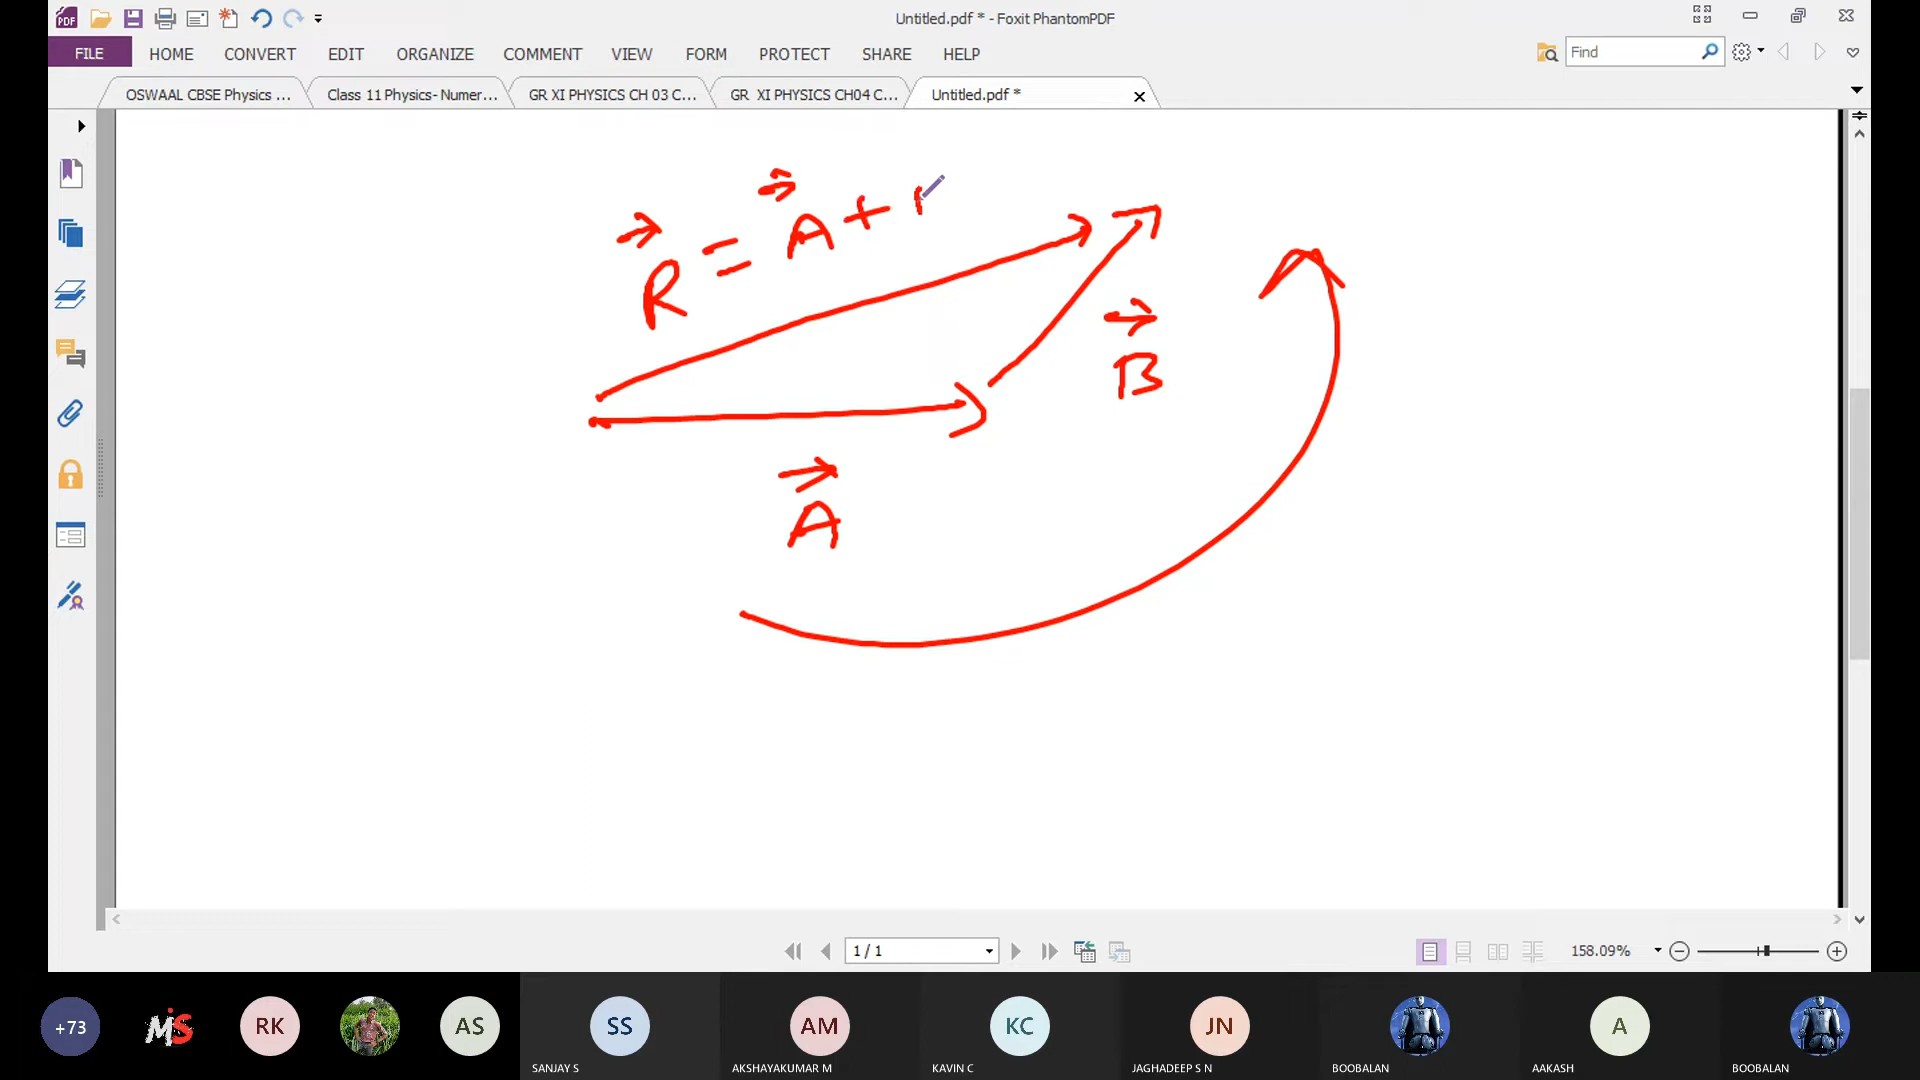 PDF
Untitled.pdf * - Foxit PhantomPDF
FILE HOME CONVERT EDIT ORGANIZE COMMENT VIEW FORM PROTECT SHARE HELP
Find
OSWAAL CBSE Physics ...
Class 11 Physics- Numer...
GR XI PHYSICS CH 03 C...
GR XI PHYSICS CH04 C...
Untitled.pdf *
R = A +
B
A
1 / 1
158.09%
+73 MS RK AS SS AM KC JN A
SANJAY S AKSHAYAKUMAR M KAVIN C JAGHADEEP S N BOOBALAN AAKASH BOOBALAN